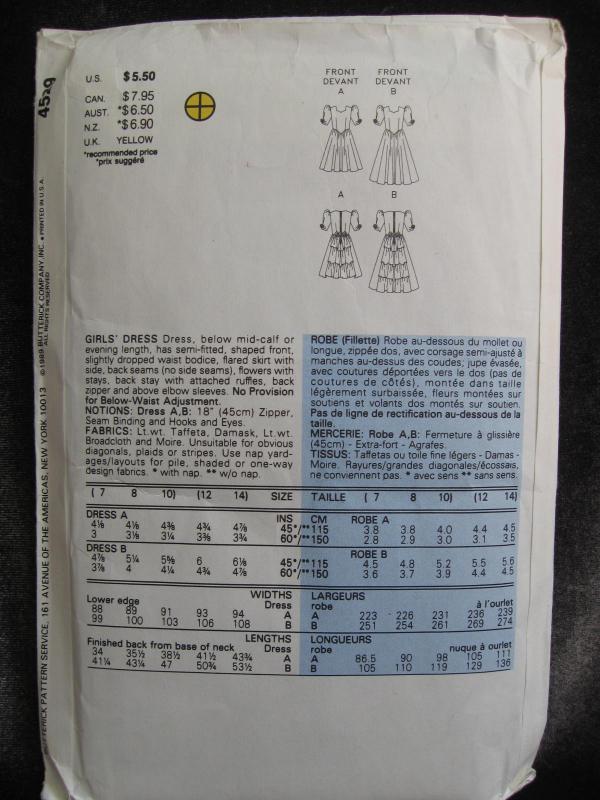 4529
U.S. $5.50
CAN. $7.95
AUST. *$6.50
N.Z. *$6.90
U.K. YELLOW
*recommended price
*prix suggéré
FRONT DEVANT A
FRONT DEVANT B
A B
©1989 BUTTERICK COMPANY, INC. • PRINTED IN U.S.A.
ALL RIGHTS RESERVED
BUTTERICK PATTERN SERVICE, 161 AVENUE OF THE AMERICAS, NEW YORK, NEW YORK 10013
GIRLS' DRESS Dress, below mid-calf or
evening length, has semi-fitted, shaped front,
slightly dropped waist bodice, flared skirt with
side, back seams (no side seams), flowers with
stays, back stay with attached ruffles, back
zipper and above elbow sleeves. No Provision
for Below-Waist Adjustment.
NOTIONS: Dress A,B: 18" (45cm) Zipper,
Seam Binding and Hooks and Eyes.
FABRICS: Lt.wt. Taffeta, Damask, Lt.wt.
Broadcloth and Moire. Unsuitable for obvious
diagonals, plaids or stripes. Use nap yard-
ages/layouts for pile, shaded or one-way
design fabrics. * with nap. ** w/o nap.
ROBE (Fillette) Robe au-dessous du mollet ou
longue, zippée dos, avec corsage semi-ajusté à
manches au-dessus des coudes; jupe évasée,
avec coutures déportées vers le dos (pas de
coutures de côtés), montée dans taille
légèrement surbaissée, fleurs montées sur
soutiens et volants dos montés sur soutien.
Pas de ligne de rectification au-dessous de la
taille.
MERCERIE: Robe A,B: Fermeture à glissière
(45cm) - Extra-fort - Agrafes.
TISSUS: Taffetas ou toile fine légers - Damas -
Moire. Rayures/grandes diagonales/écossais,
ne conviennent pas. * avec sens ** sans sens.
( 7 8 10) (12 14) SIZE TAILLE ( 7 8 10) (12 14)
DRESS A INS CM ROBE A
4⅛ 4⅛ 4⅜ 4¾ 4⅞ 45*/**115 3.8 3.8 4.0 4.4 4.5
3 3⅛ 3¼ 3⅜ 3¾ 60*/**150 2.8 2.9 3.0 3.1 3.5
DRESS B ROBE B
4⅞ 5¼ 5⅝ 6 6⅛ 45*/**115 4.5 4.8 5.2 5.5 5.6
3⅞ 4 4¼ 4¾ 4⅞ 60*/**150 3.6 3.7 3.9 4.4 4.5
WIDTHS LARGEURS
Lower edge Dress robe à l'ourlet
88 89 91 93 94 A A 223 226 231 236 239
99 100 103 106 108 B B 251 254 261 269 274
LENGTHS LONGUEURS
Finished back from base of neck Dress robe nuque à ourlet
34 35½ 38½ 41½ 43¾ A A 86.5 90 98 105 111
41¼ 43¼ 47 50¾ 53½ B B 105 110 119 129 136